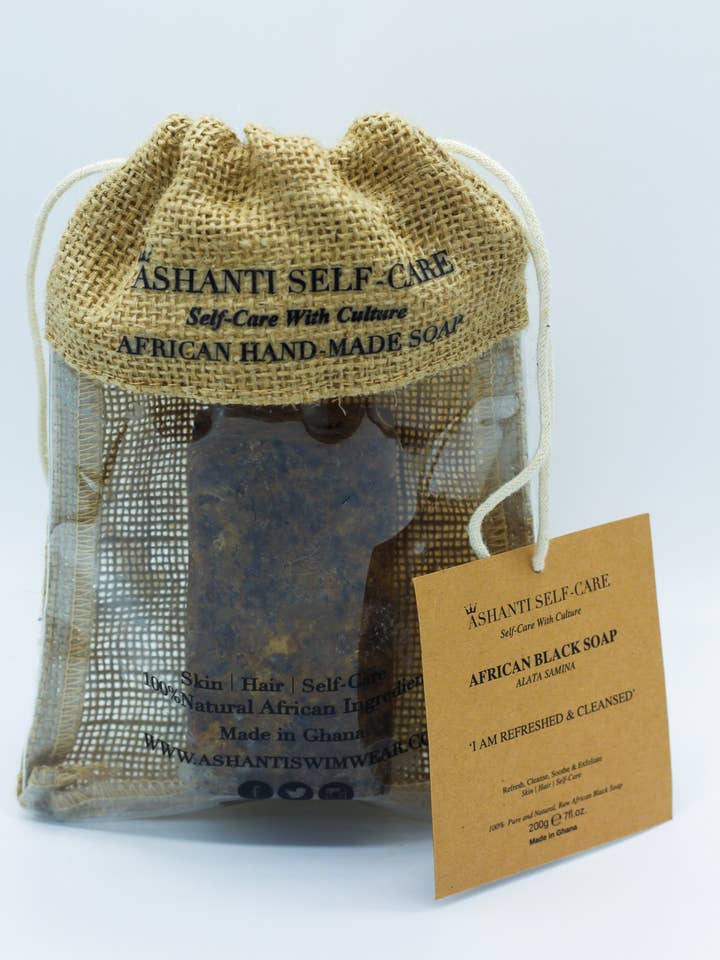 ASHANTI SELF-CARE
Self-Care With Culture
AFRICAN HAND-MADE SOAP
Skin | Hair | Self-Care
100% Natural African
Made in Ghana
WWW.ASHANTISWIMWEAR.CO
ASHANTI SELF-CARE
Self-Care With Culture
AFRICAN BLACK SOAP
ALATA SAMINA
'I AM REFRESHED & CLEANSED'
Refresh, Cleanse, Soothe & Exfoliate
Skin | Hair | Self-Care
100% Pure and Natural, Raw African Black Soap
200g ℮ 7fl.oz.
Made in Ghana